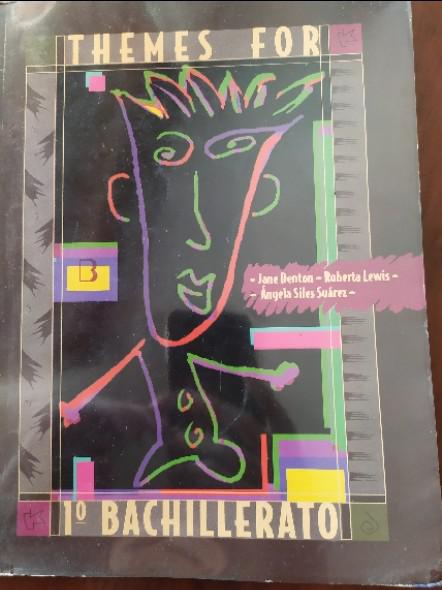 THEMES FOR
B
- Jane Denton - Roberta Lewis -
- Ángela Siles Suárez -
1º BACHILLERATO